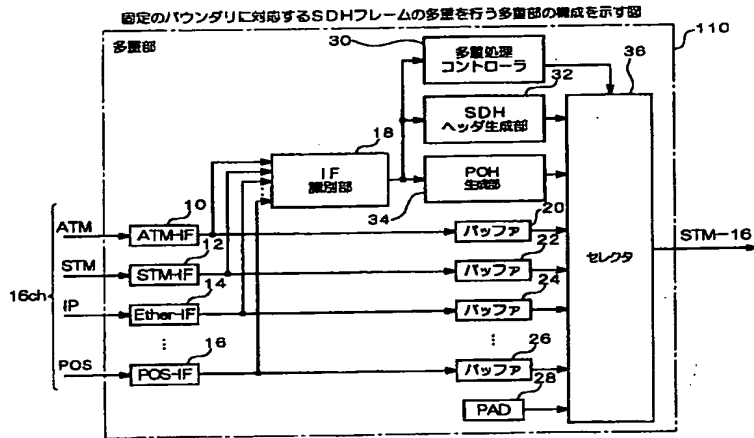 固定のバウンダリに対応するSDHフレームの多重を行う多重部の構成を示す図
多重部
110
30
多重処理
コントローラ
36
32
SDH
ヘッダ生成部
18
IF
識別部
POH
生成部
34
16ch
ATM
10
ATM-IF
20
バッファ
STM
12
STM-IF
22
バッファ
IP
14
Ether-IF
24
バッファ
POS
16
POS-IF
26
バッファ
28
PAD
セレクタ
STM-16